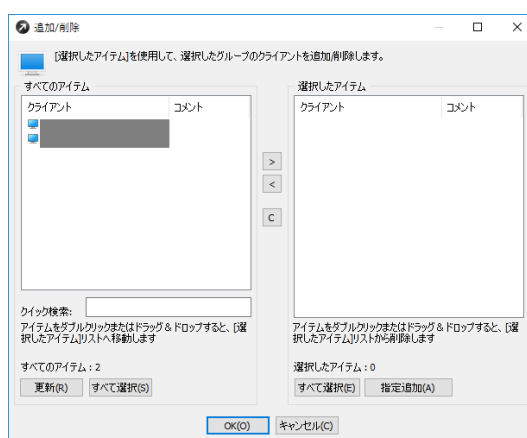 追加/削除
[選択したアイテム]を使用して、選択したグループのクライアントを追加/削除します。
すべてのアイテム
クライアント コメント
クイック検索:
アイテムをダブルクリックまたはドラッグ & ドロップすると、[選
択したアイテム]リストへ移動します
すべてのアイテム : 2
更新(R) すべて選択(S)
>
<
C
選択したアイテム
クライアント コメント
アイテムをダブルクリックまたはドラッグ & ドロップすると、[選
択したアイテム]リストから削除します
選択したアイテム : 0
すべて選択(E) 指定追加(A)
OK(O) キャンセル(C)